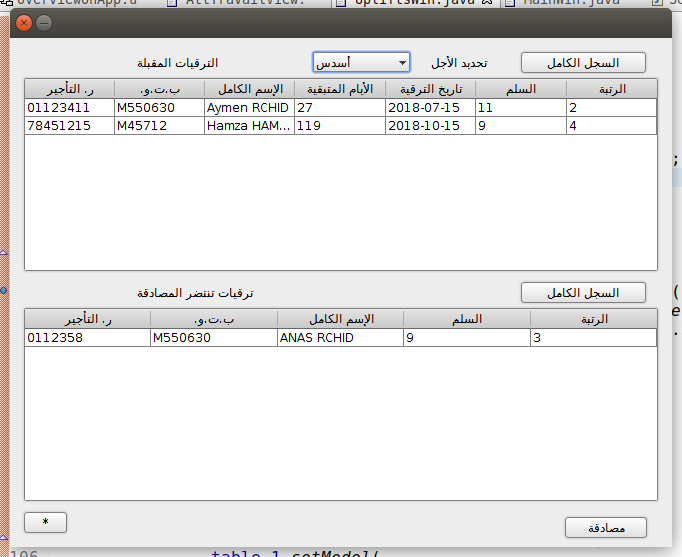 UpliftsWin.java MainWin.java
السجل الكامل تحديد الأجل أسدس الترقيات المقبلة
ر. التأجير ب.ت.و. الإسم الكامل الأيام المتبقية تاريخ الترقية السلم الرتبة
01123411 M550630 Aymen RCHID 27 2018-07-15 11 2
78451215 M45712 Hamza HAM... 119 2018-10-15 9 4
السجل الكامل ترقيات تنتضر المصادقة
ر. التأجير ب.ت.و. الإسم الكامل السلم الرتبة
0112358 M550630 ANAS RCHID 9 3
*
مصادقة
106 table_1.setModel(